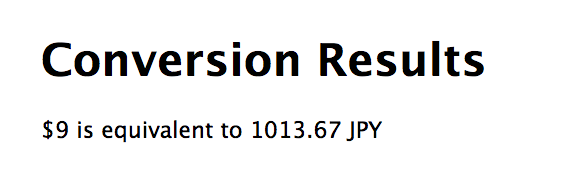 Conversion Results
$9 is equivalent to 1013.67 JPY